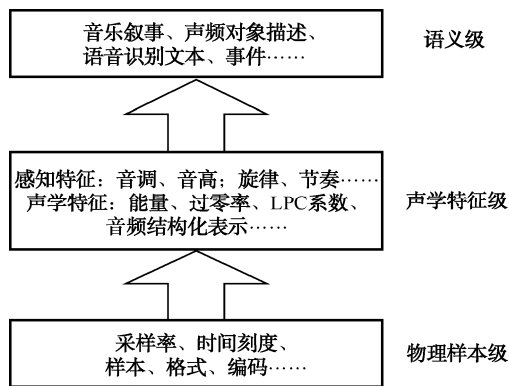 音乐叙事、声频对象描述、
语音识别文本、事件……
语义级
感知特征：音调、音高；旋律、节奏……
声学特征：能量、过零率、LPC系数、
音频结构化表示……
声学特征级
采样率、时间刻度、
样本、格式、编码……
物理样本级